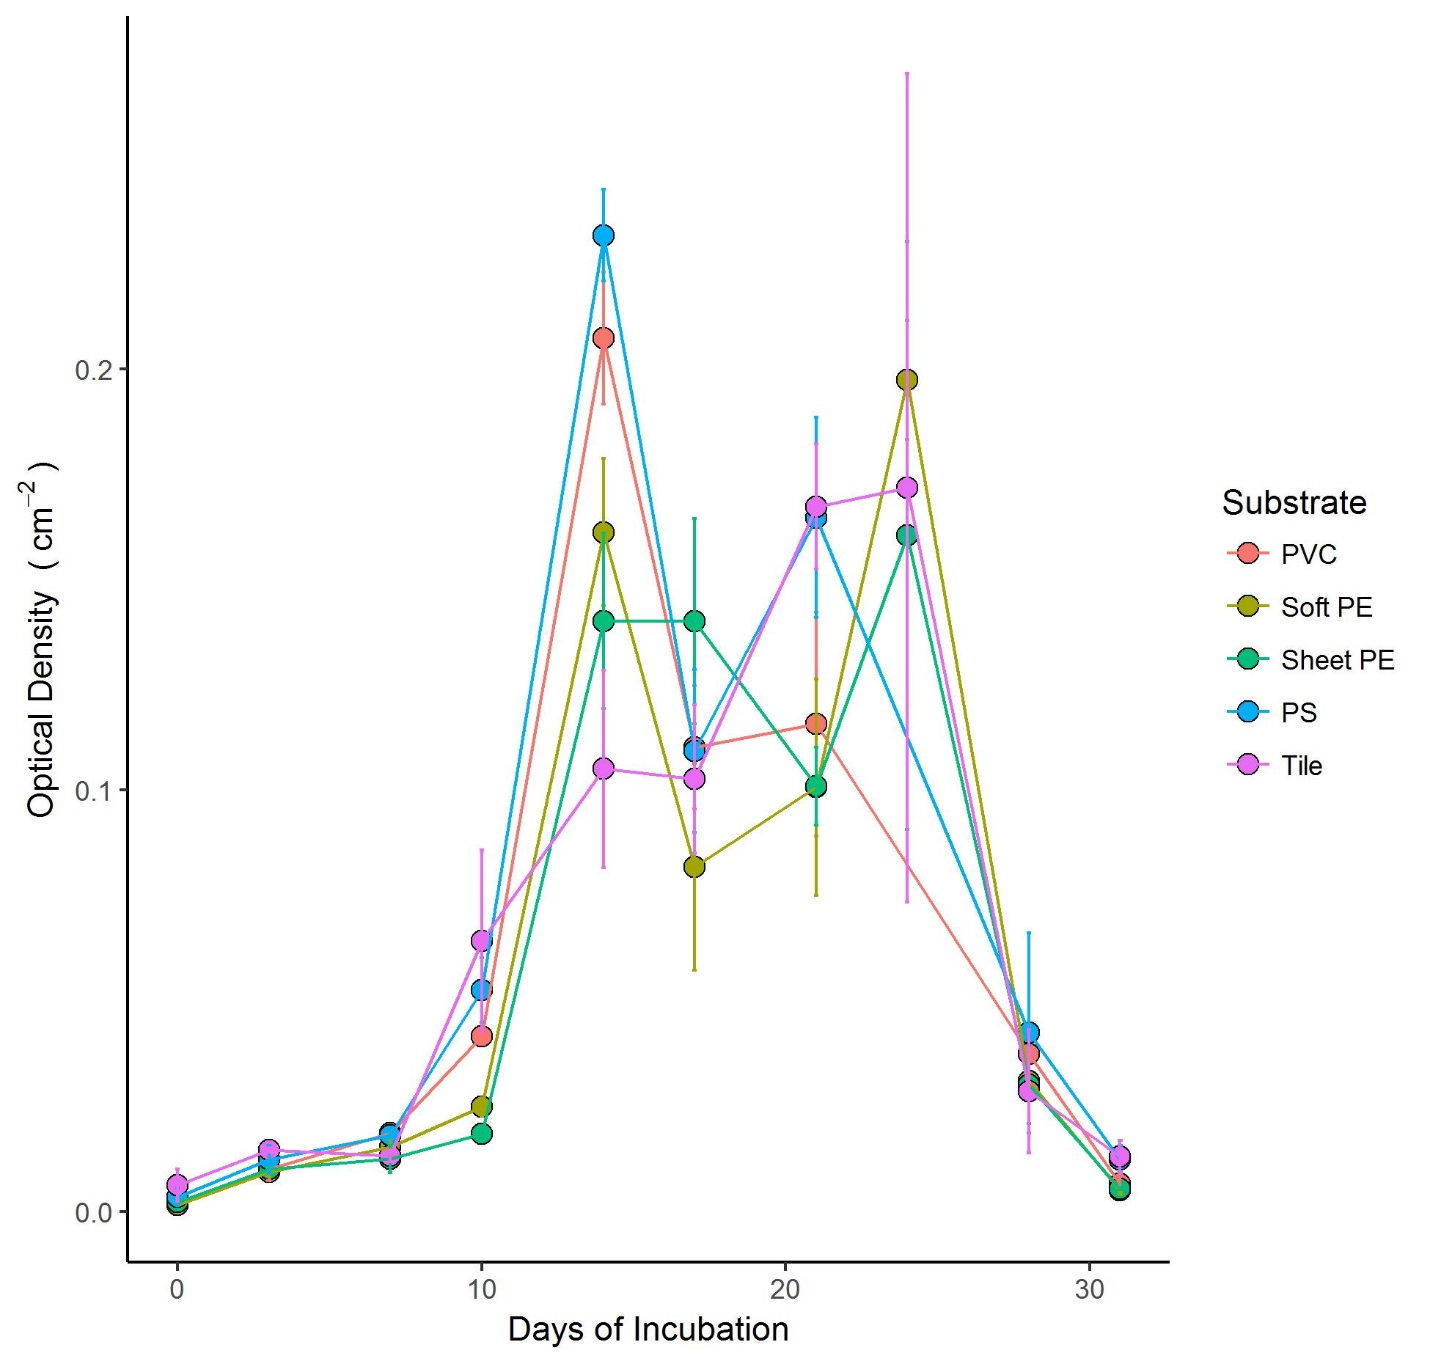 Optical Density ( cm⁻² )
0.2
0.1
0.0
0
10
20
30
Days of Incubation
Substrate
PVC
Soft PE
Sheet PE
PS
Tile